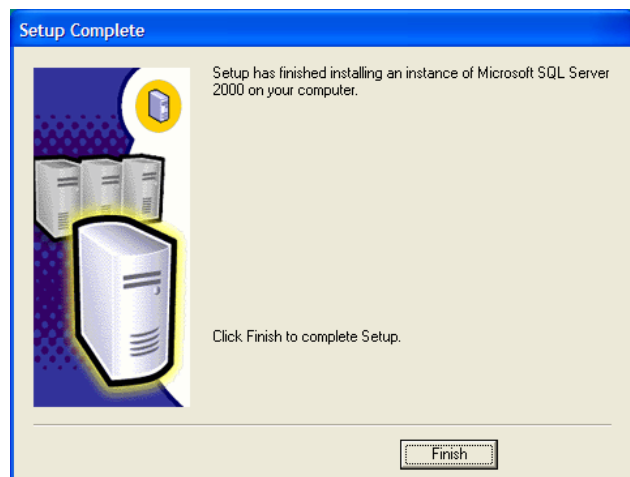 Setup Complete
Setup has finished installing an instance of Microsoft SQL Server
2000 on your computer.
Click Finish to complete Setup.
Finish